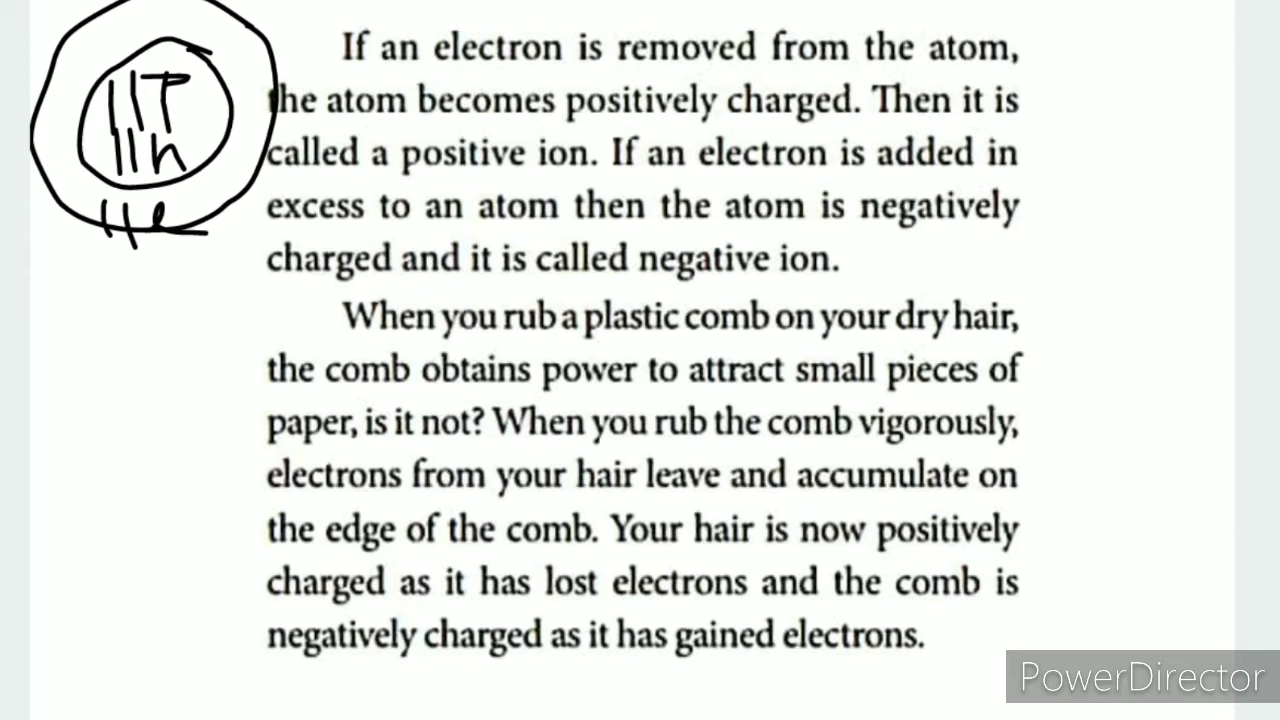 11P
11n
11e
If an electron is removed from the atom,
the atom becomes positively charged. Then it is
called a positive ion. If an electron is added in
excess to an atom then the atom is negatively
charged and it is called negative ion.
When you rub a plastic comb on your dry hair,
the comb obtains power to attract small pieces of
paper, is it not? When you rub the comb vigorously,
electrons from your hair leave and accumulate on
the edge of the comb. Your hair is now positively
charged as it has lost electrons and the comb is
negatively charged as it has gained electrons.
PowerDirector